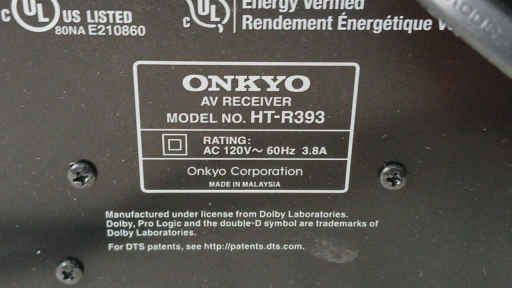 c UL US LISTED
80NA E210860
c UL Energy Verified
Rendement Énergétique
ONKYO
AV RECEIVER
MODEL NO. HT-R393
RATING:
AC 120V~ 60Hz 3.8A
Onkyo Corporation
MADE IN MALAYSIA
Manufactured under license from Dolby Laboratories.
Dolby, Pro Logic and the double-D symbol are trademarks of
Dolby Laboratories.
For DTS patents, see http://patents.dts.com.